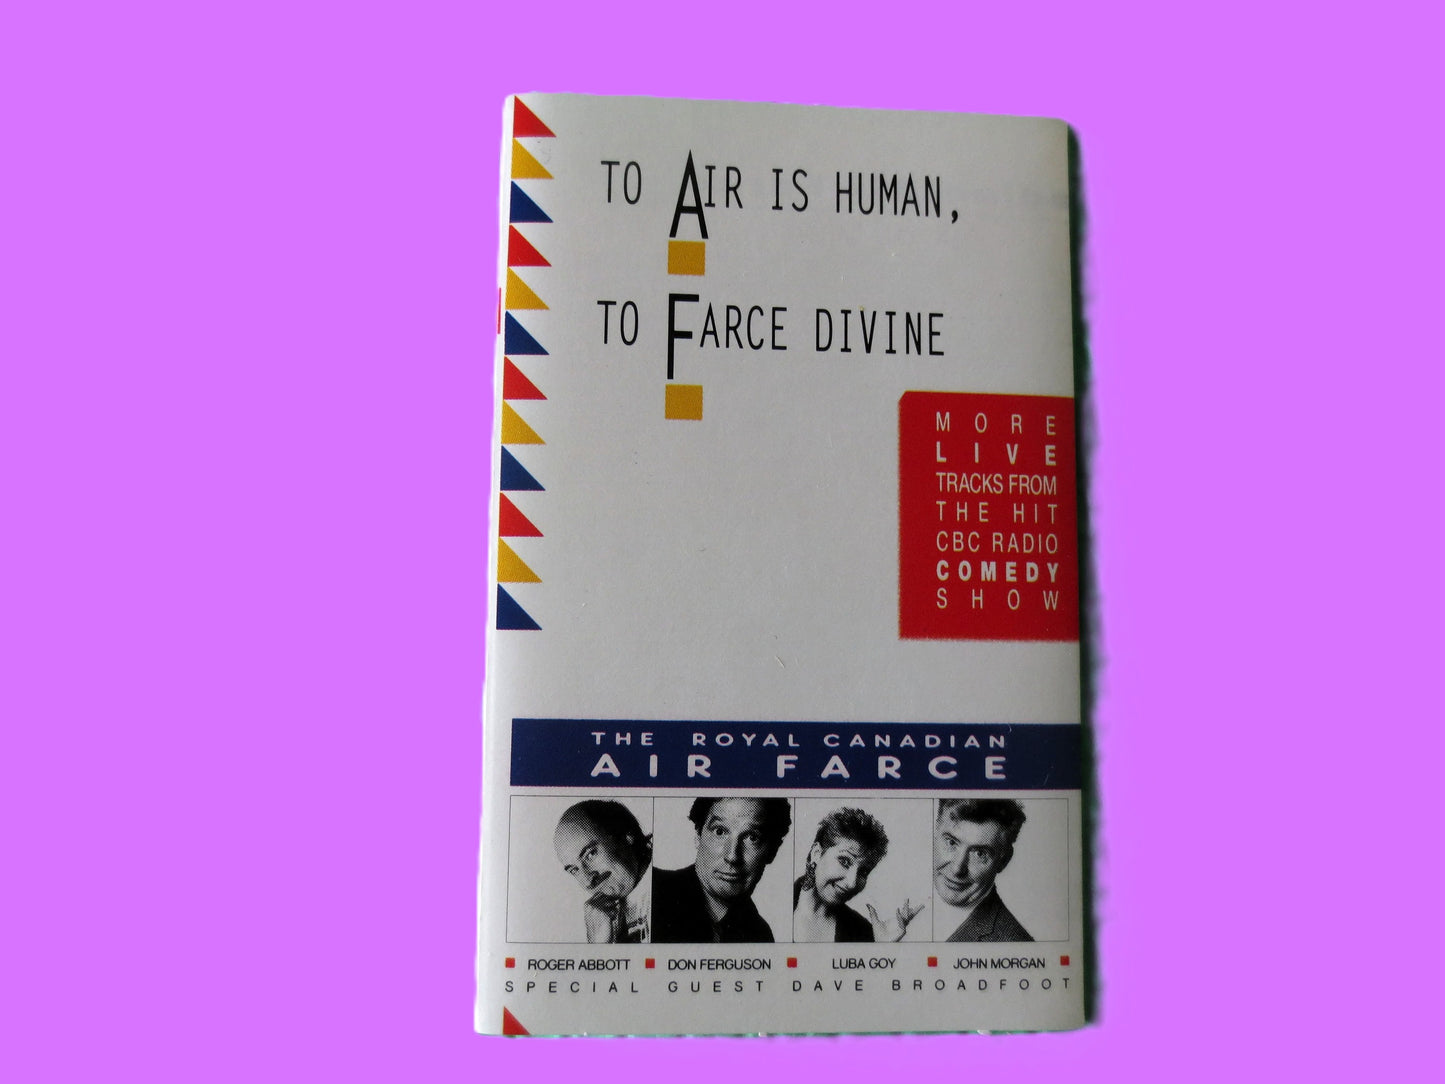 TO AIR IS HUMAN,
TO FARCE DIVINE
MORE
LIVE
TRACKS FROM
THE HIT
CBC RADIO
COMEDY
SHOW
THE ROYAL CANADIAN
AIR FARCE
ROGER ABBOTT DON FERGUSON LUBA GOY JOHN MORGAN
SPECIAL GUEST DAVE BROADFOOT